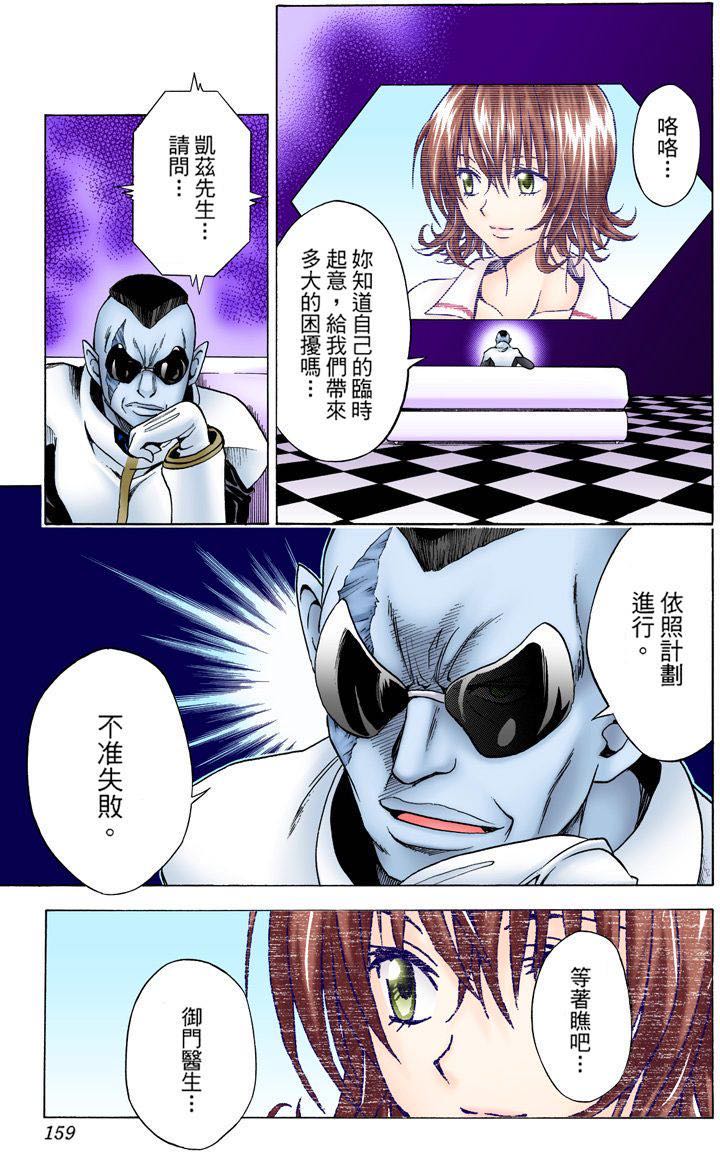 咯咯…
妳知道自己的臨時
起意，給我們帶來
多大的困擾嗎…
凱茲先生…
請問…
依照計劃
進行。
不准失敗。
等著瞧吧…
御門醫生…
159